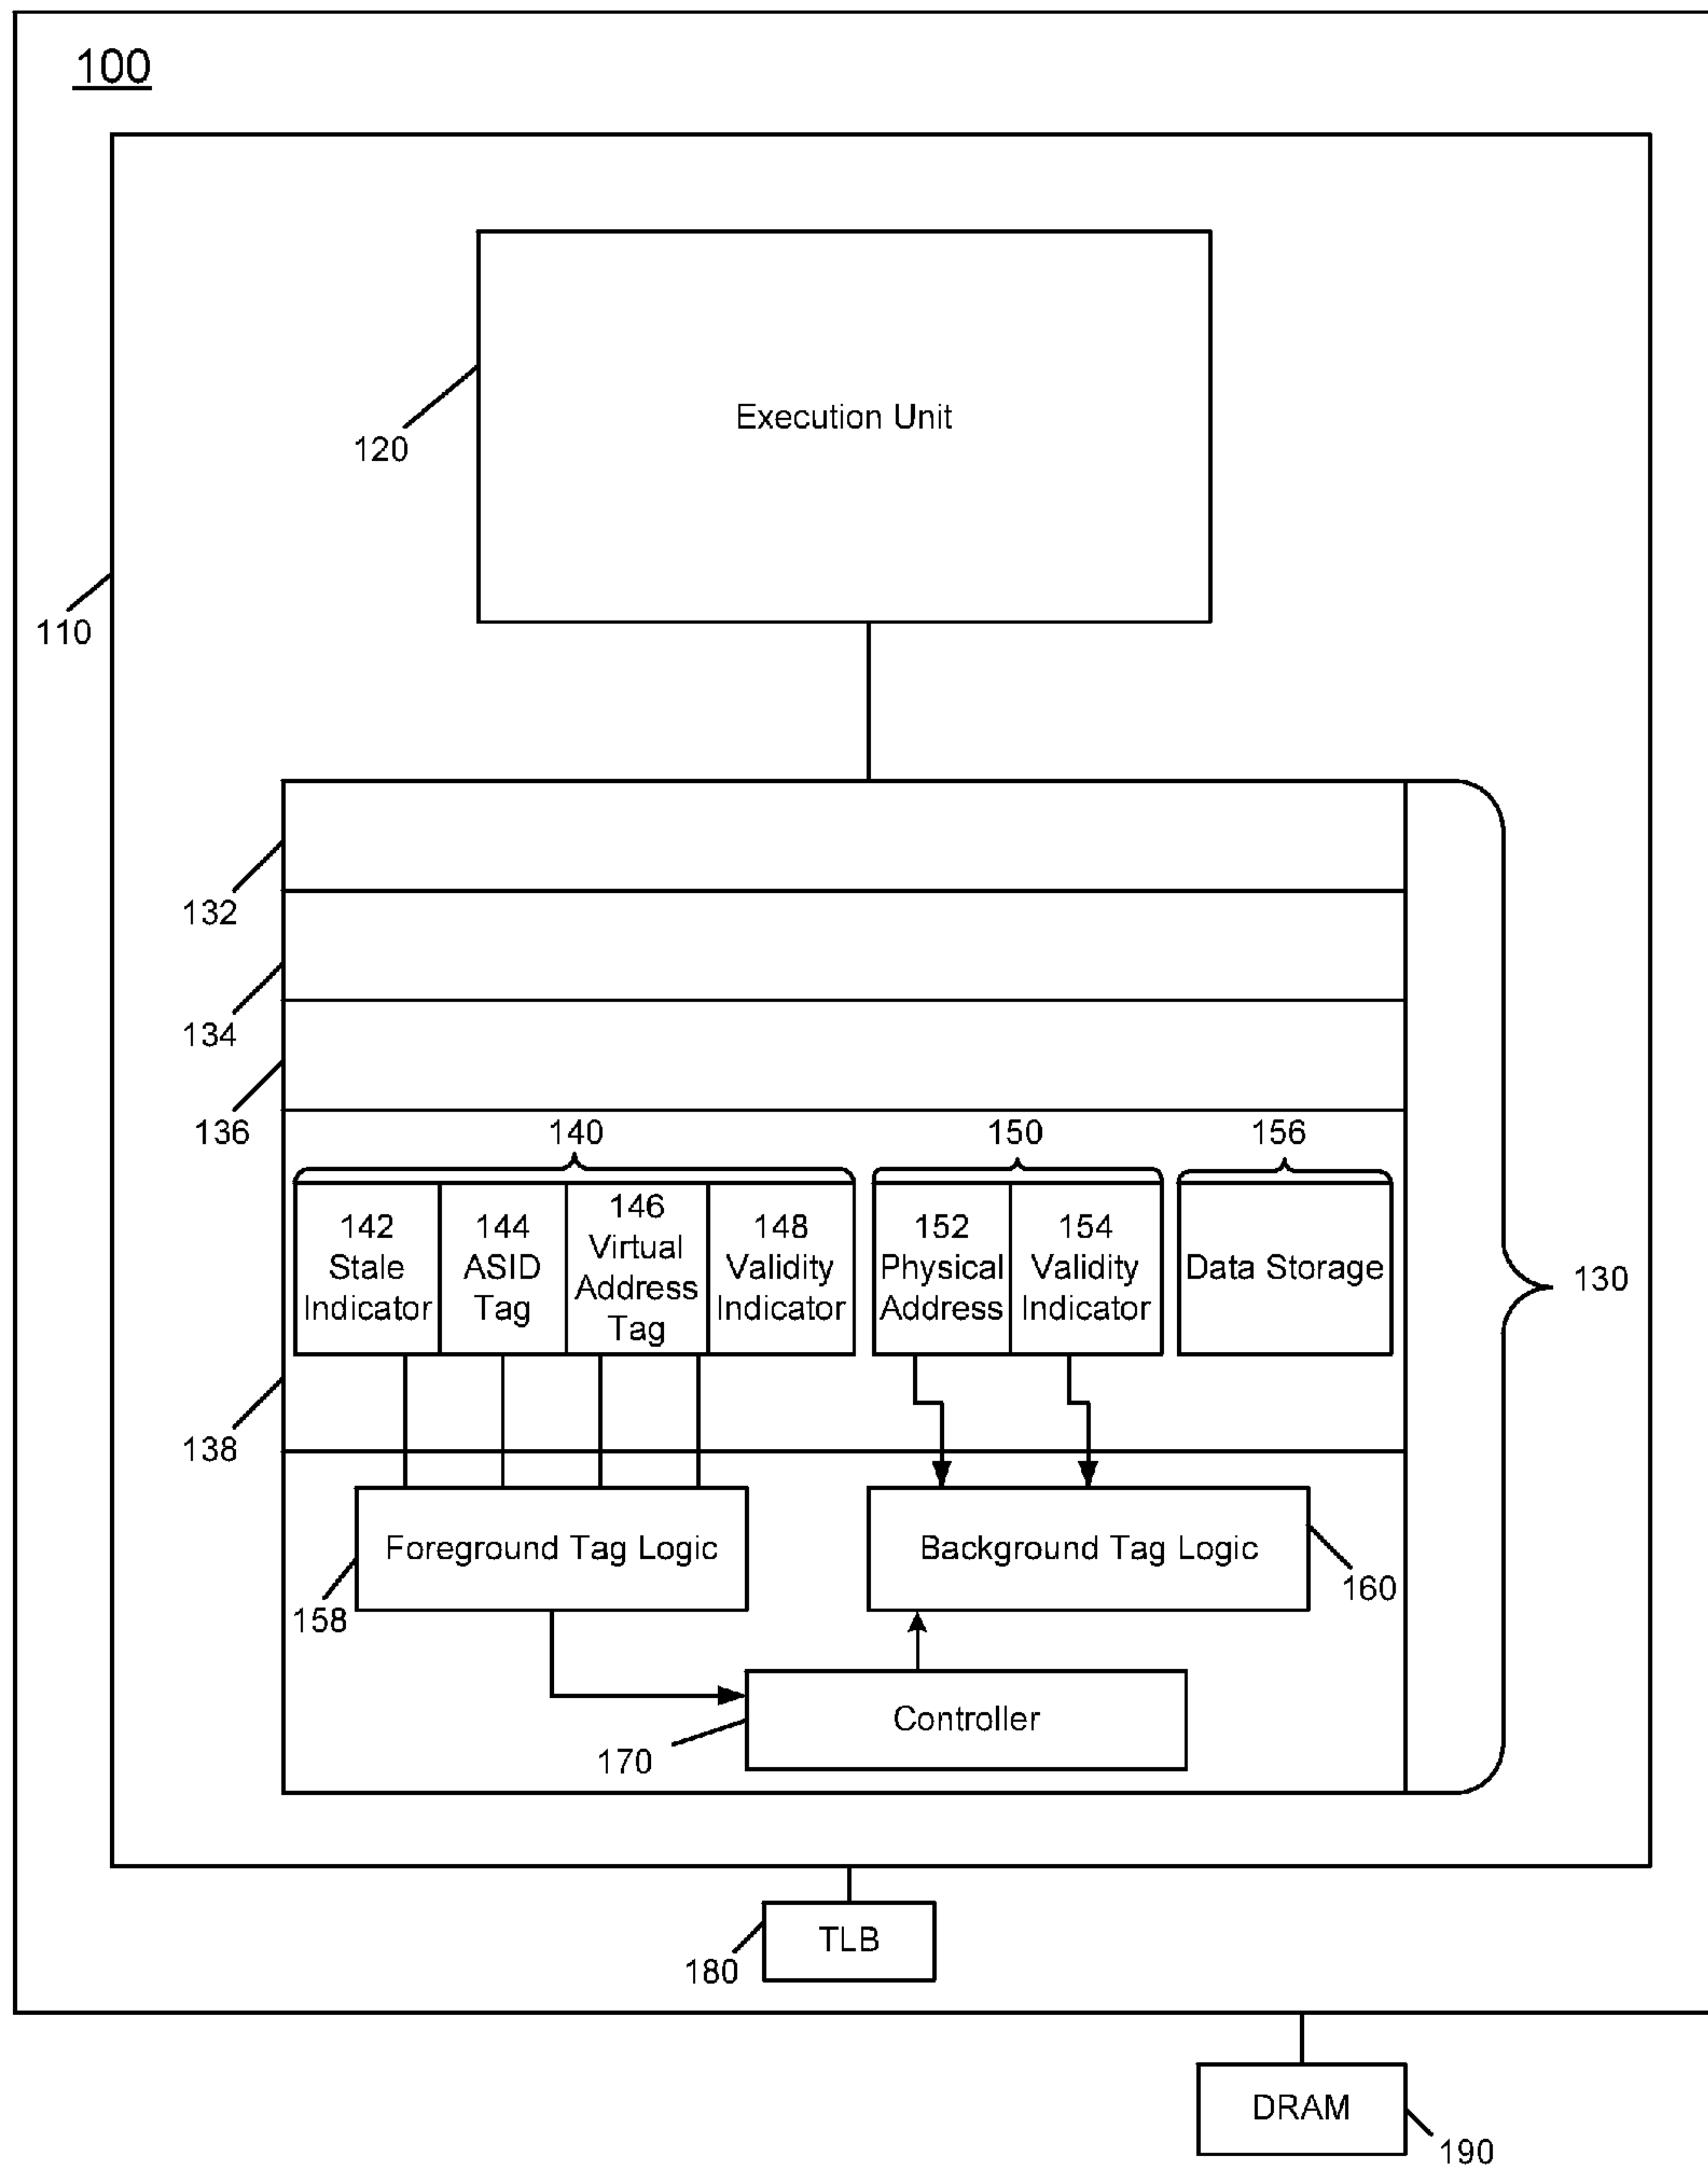 100
Execution Unit
120
110
132
134
136
140
150
156
142
Stale
Indicator
144
ASID
Tag
146
Virtual
Address
Tag
148
Validity
Indicator
152
Physical
Address
154
Validity
Indicator
Data Storage
130
138
Foreground Tag Logic
Background Tag Logic
158
160
Controller
170
TLB
180
DRAM
190